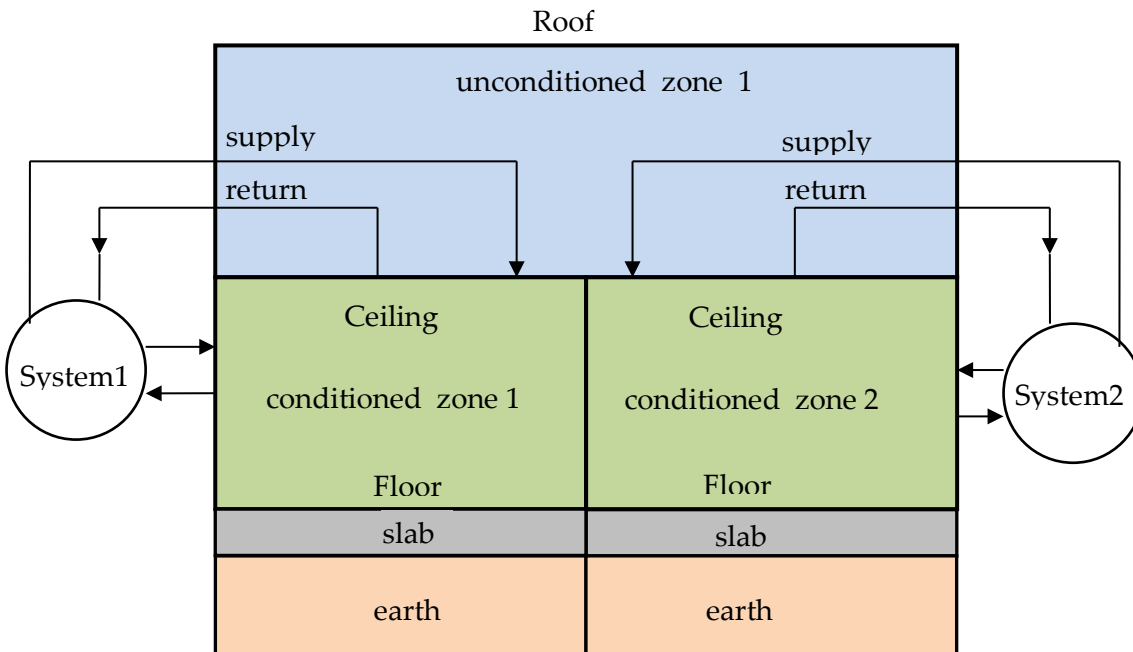 Roof
unconditioned zone 1
supply
supply
return
return
Ceiling
Ceiling
System1
conditioned zone 1
conditioned zone 2
System2
Floor
Floor
slab
slab
earth
earth